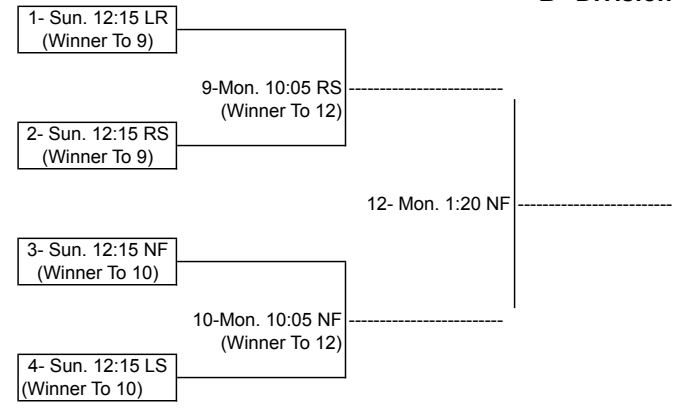 1- Sun. 12:15 LR
(Winner To 9)
9-Mon. 10:05 RS
(Winner To 12)
2- Sun. 12:15 RS
(Winner To 9)
12- Mon. 1:20 NF
3- Sun. 12:15 NF
(Winner To 10)
10-Mon. 10:05 NF
(Winner To 12)
4- Sun. 12:15 LS
(Winner To 10)